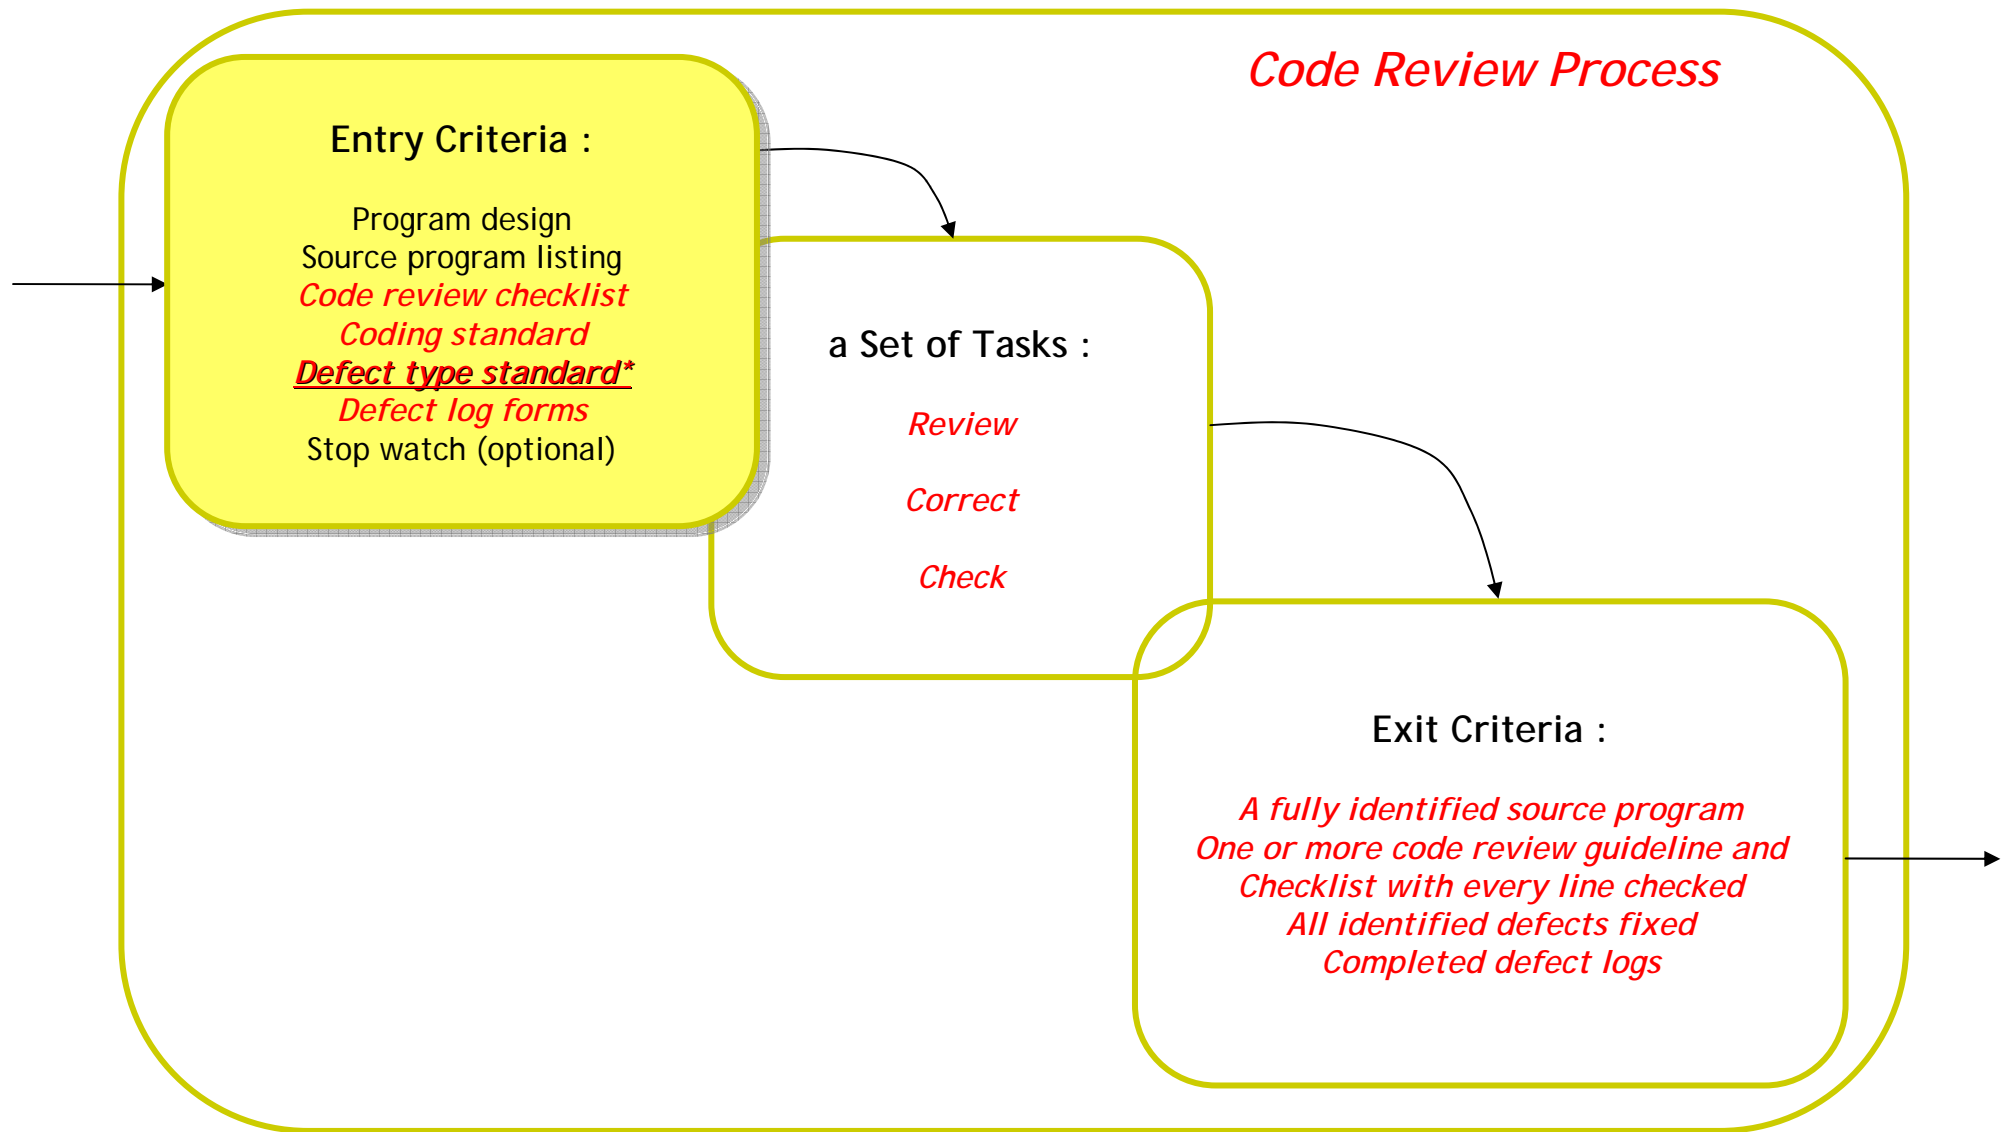 Code Review Process
Entry Criteria :
Program design
Source program listing
Code review checklist
Coding standard
Defect type standard*
Defect log forms
Stop watch (optional)
a Set of Tasks :
Review
Correct
Check
Exit Criteria :
A fully identified source program
One or more code review guideline and
Checklist with every line checked
All identified defects fixed
Completed defect logs